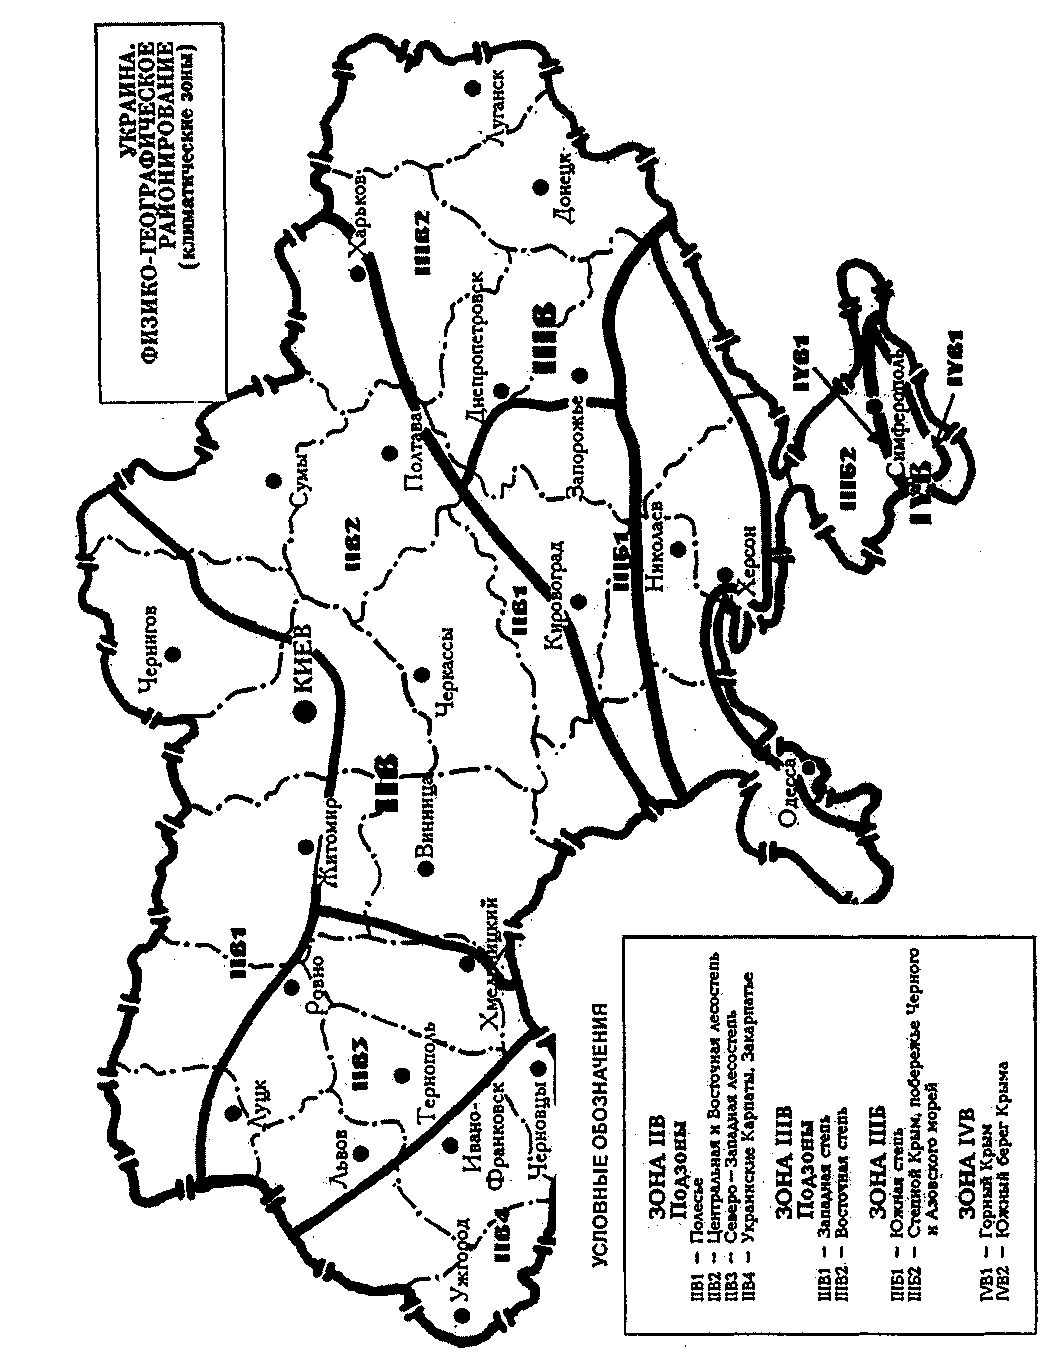 УКРАИНА.
ФИЗИКО-ГЕОГРАФИЧЕСКОЕ
РАЙОНИРОВАНИЕ
(климатические зоны)
Луганск
Харьков
Донецк
IIIВ2
Днепропетровск
IIIВ
Запорожье
Полтава
Сумы
IIВ2
IIВ1
Кировоград
IIIБ1
Николаев
Херсон
IYВ1
IIIБ2
Симферополь
IYВ
IYВ1
Чернигов
КИЕВ
Черкассы
IIВ
Житомир
Винница
Одесса
IIВ1
Ровно
Хмельницкий
IIВ3
Луцк
Тернополь
Львов
Ивано-
Франковск
Черновцы
IIВ4
Ужгород
УСЛОВНЫЕ ОБОЗНАЧЕНИЯ
ЗОНА IIВ
Подзоны
IIВ1 – Полесье
IIВ2 – Центральная и Восточная лесостепь
IIВ3 – Северо – Западная лесостепь
IIВ4 – Украинские Карпаты, Закарпатье
ЗОНА IIIВ
Подзоны
IIIВ1 – Западная степь
IIIВ2 – Восточная степь
ЗОНА IIIБ
IIIБ1 – Южная степь
IIIБ2 – Степной Крым, побережье Черного
и Азовского морей
ЗОНА IVВ
IVВ1 – Горный Крым
IVВ2 – Южный берег Крыма